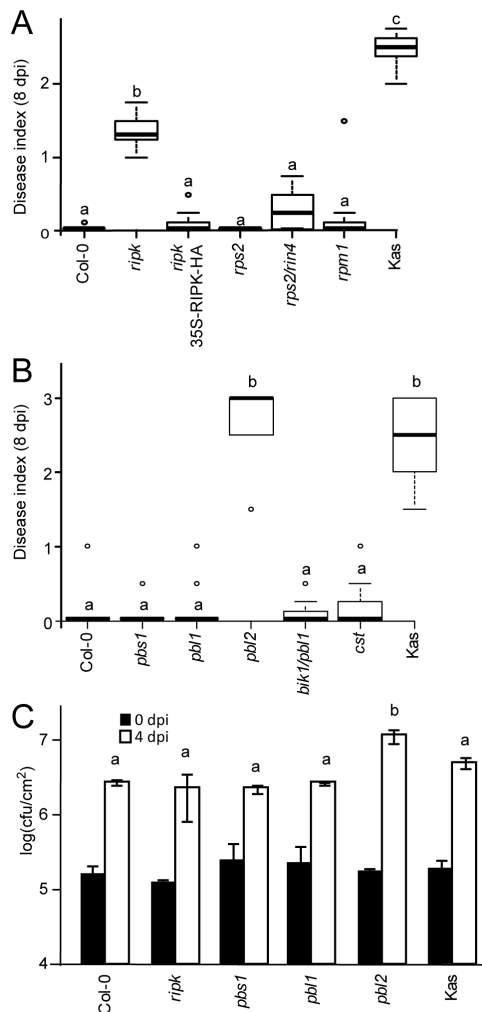 A
Disease index (8 dpi)
2
1
0
a
b
a
a
a
a
c
Col-0
ripk
ripk
35S-RIPK-HA
rps2
rps2/rin4
rpm1
Kas
B
Disease index (8 dpi)
3
2
1
0
a
a
a
b
a
a
b
Col-0
pbs1
pbl1
pbl2
bik1/pbl1
cst
Kas
C
0 dpi
4 dpi
log(cfu/cm²)
7
6
5
4
a
a
a
a
b
a
Col-0
ripk
pbs1
pbl1
pbl2
Kas